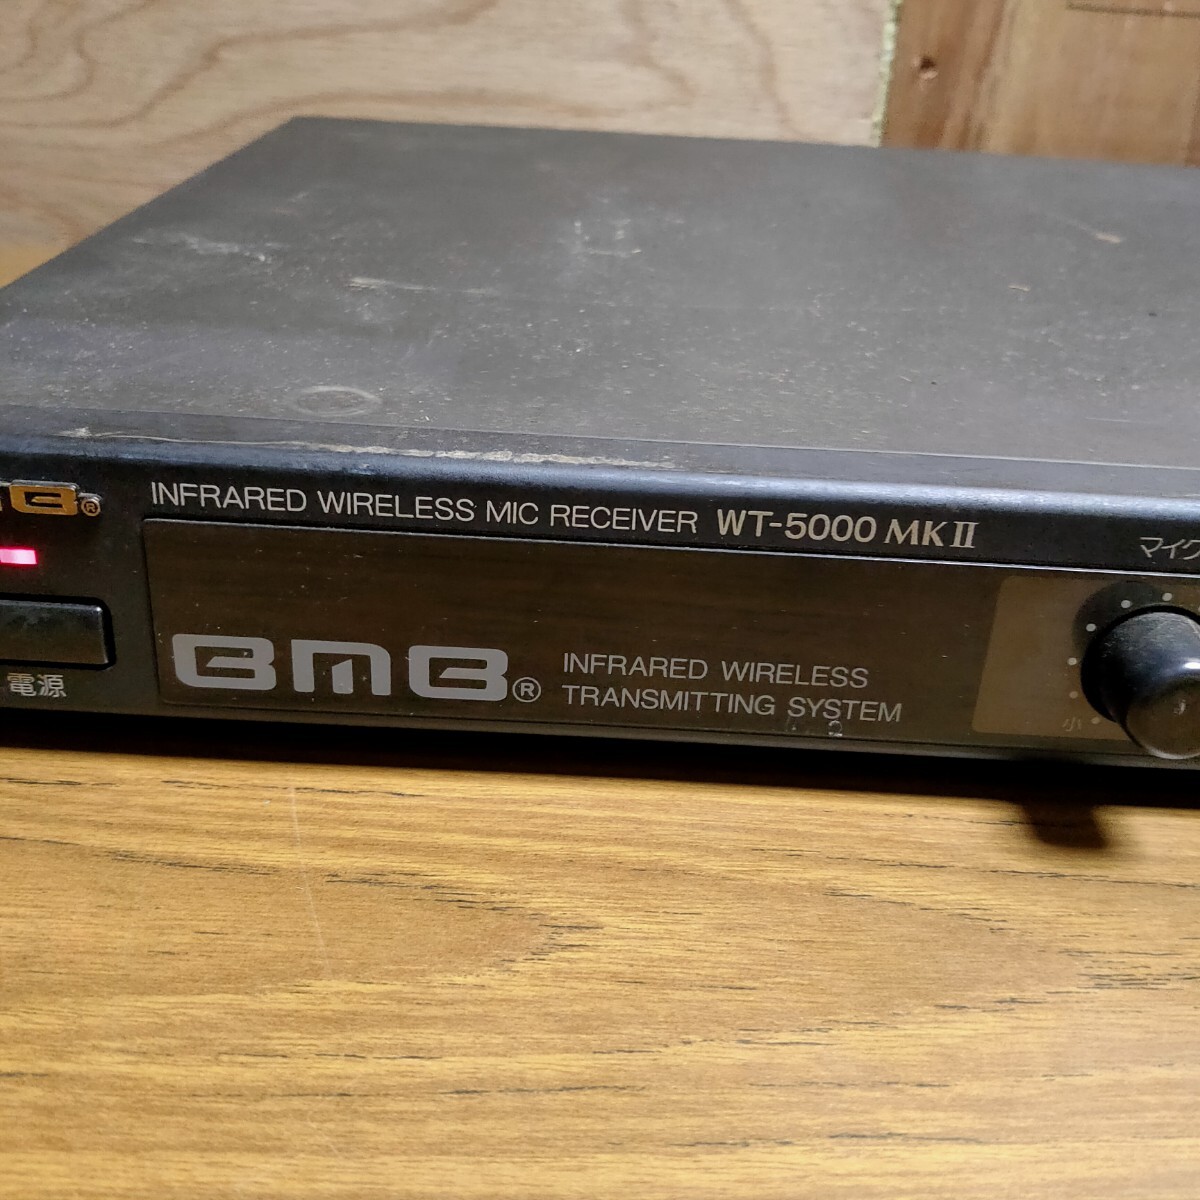 B®
INFRARED WIRELESS MIC RECEIVER WT-5000 MKII
マイク
電源
BMB®
INFRARED WIRELESS
TRANSMITTING SYSTEM
小